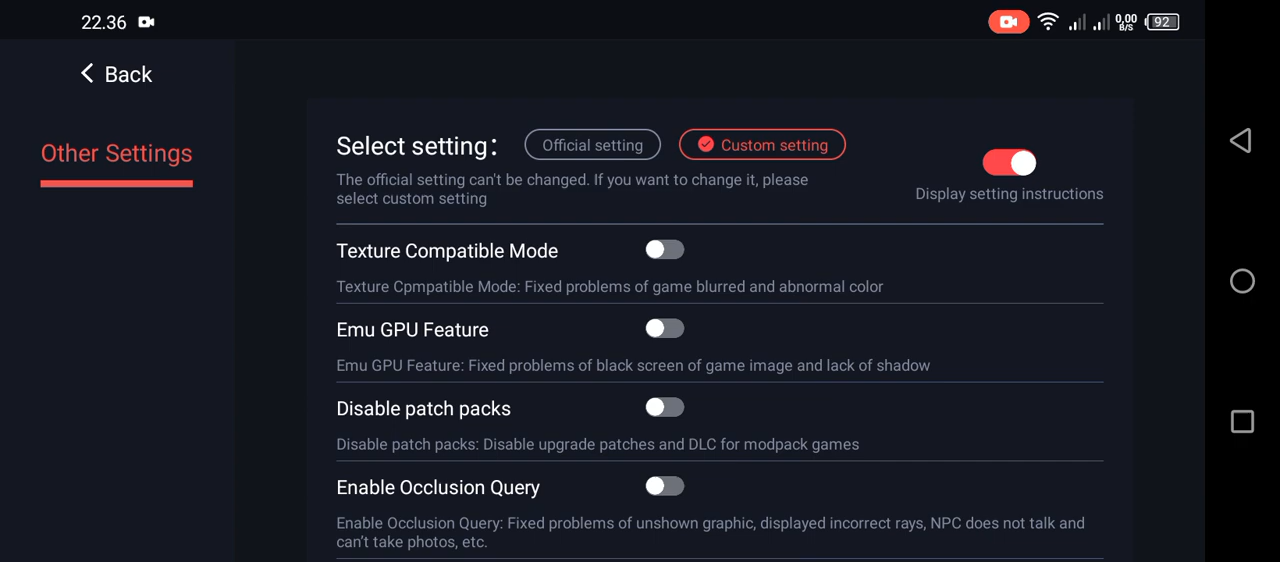 22.36
0,00
B/S
92
Back
Other Settings
Select setting:
Official setting
Custom setting
The official setting can't be changed. If you want to change it, please
select custom setting
Display setting instructions
Texture Compatible Mode
Texture Cpmpatible Mode: Fixed problems of game blurred and abnormal color
Emu GPU Feature
Emu GPU Feature: Fixed problems of black screen of game image and lack of shadow
Disable patch packs
Disable patch packs: Disable upgrade patches and DLC for modpack games
Enable Occlusion Query
Enable Occlusion Query: Fixed problems of unshown graphic, displayed incorrect rays, NPC does not talk and
can't take photos, etc.